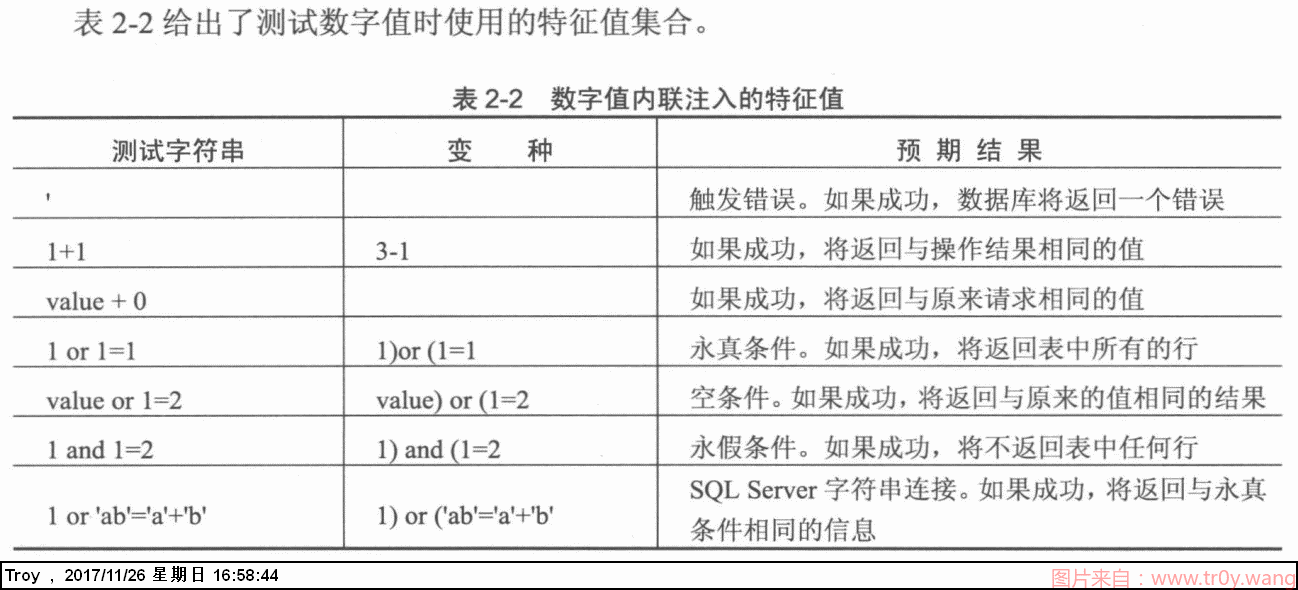 表 2-2 给出了测试数字值时使用的特征值集合。
表 2-2 数字值内联注入的特征值
测试字符串 变 种 预 期 结 果
' 触发错误。如果成功，数据库将返回一个错误
1+1 3-1 如果成功，将返回与操作结果相同的值
value + 0 如果成功，将返回与原来请求相同的值
1 or 1=1 1)or (1=1 永真条件。如果成功，将返回表中所有的行
value or 1=2 value) or (1=2 空条件。如果成功，将返回与原来的值相同的结果
1 and 1=2 1) and (1=2 永假条件。如果成功，将不返回表中任何行
1 or 'ab'='a'+'b' 1) or ('ab'='a'+'b' SQL Server 字符串连接。如果成功，将返回与永真
条件相同的信息
Troy , 2017/11/26 星期日 16:58:44
图片来自：www.tr0y.wang